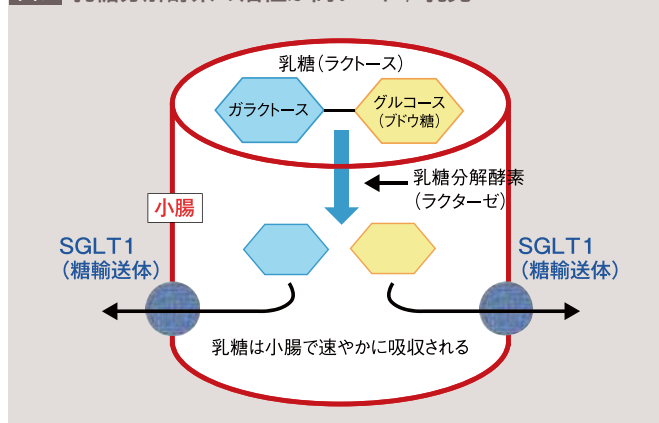 乳糖（ラクトース）
ガラクトース
グルコース
（ブドウ糖）
乳糖分解酵素
（ラクターゼ）
小腸
SGLT1
（糖輸送体）
SGLT1
（糖輸送体）
乳糖は小腸で速やかに吸収される